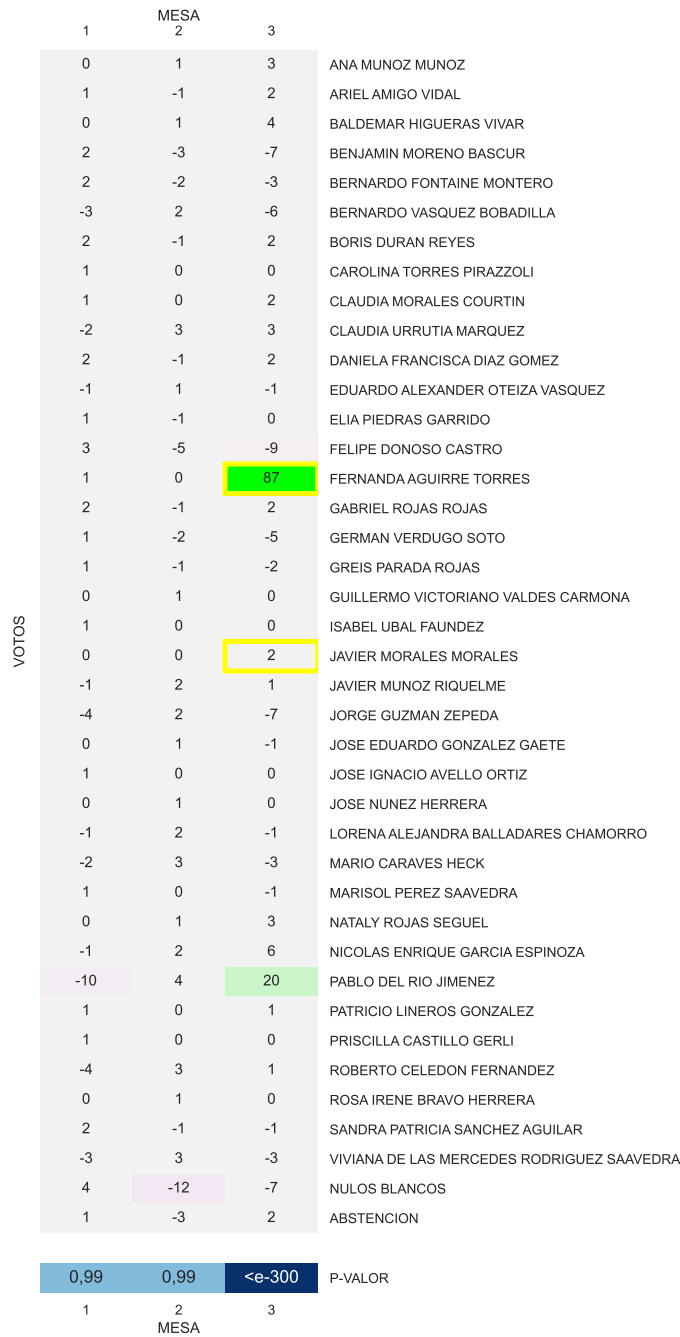 MESA
1 2 3
0 1 3 ANA MUNOZ MUNOZ
1 -1 2 ARIEL AMIGO VIDAL
0 1 4 BALDEMAR HIGUERAS VIVAR
2 -3 -7 BENJAMIN MORENO BASCUR
2 -2 -3 BERNARDO FONTAINE MONTERO
-3 2 -6 BERNARDO VASQUEZ BOBADILLA
2 -1 2 BORIS DURAN REYES
1 0 0 CAROLINA TORRES PIRAZZOLI
1 0 2 CLAUDIA MORALES COURTIN
-2 3 3 CLAUDIA URRUTIA MARQUEZ
2 -1 2 DANIELA FRANCISCA DIAZ GOMEZ
-1 1 -1 EDUARDO ALEXANDER OTEIZA VASQUEZ
1 -1 0 ELIA PIEDRAS GARRIDO
3 -5 -9 FELIPE DONOSO CASTRO
1 0 87 FERNANDA AGUIRRE TORRES
2 -1 2 GABRIEL ROJAS ROJAS
1 -2 -5 GERMAN VERDUGO SOTO
1 -1 -2 GREIS PARADA ROJAS
0 1 0 GUILLERMO VICTORIANO VALDES CARMONA
1 0 0 ISABEL UBAL FAUNDEZ
VOTOS
0 0 2 JAVIER MORALES MORALES
-1 2 1 JAVIER MUNOZ RIQUELME
-4 2 -7 JORGE GUZMAN ZEPEDA
0 1 -1 JOSE EDUARDO GONZALEZ GAETE
1 0 0 JOSE IGNACIO AVELLO ORTIZ
0 1 0 JOSE NUNEZ HERRERA
-1 2 -1 LORENA ALEJANDRA BALLADARES CHAMORRO
-2 3 -3 MARIO CARAVES HECK
1 0 -1 MARISOL PEREZ SAAVEDRA
0 1 3 NATALY ROJAS SEGUEL
-1 2 6 NICOLAS ENRIQUE GARCIA ESPINOZA
-10 4 20 PABLO DEL RIO JIMENEZ
1 0 1 PATRICIO LINEROS GONZALEZ
1 0 0 PRISCILLA CASTILLO GERLI
-4 3 1 ROBERTO CELEDON FERNANDEZ
0 1 0 ROSA IRENE BRAVO HERRERA
2 -1 -1 SANDRA PATRICIA SANCHEZ AGUILAR
-3 3 -3 VIVIANA DE LAS MERCEDES RODRIGUEZ SAAVEDRA
4 -12 -7 NULOS BLANCOS
1 -3 2 ABSTENCION
0,99 0,99 <e-300 P-VALOR
1 2 3
MESA